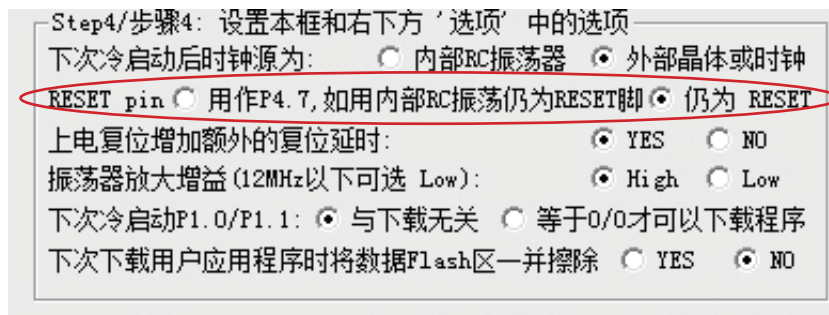 Step4/步骤4: 设置本框和右下方 '选项' 中的选项
下次冷启动后时钟源为: 内部RC振荡器 外部晶体或时钟
RESET pin 用作P4.7,如用内部RC振荡仍为RESET脚 仍为 RESET
上电复位增加额外的复位延时: YES NO
振荡器放大增益(12MHz以下可选 Low): High Low
下次冷启动P1.0/P1.1: 与下载无关 等于0/0才可以下载程序
下次下载用户应用程序时将数据Flash区一并擦除 YES NO